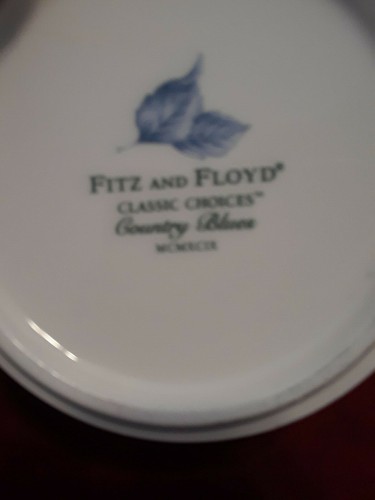 FITZ AND FLOYD®
CLASSIC CHOICES™
Country Blues
MCMXCIX